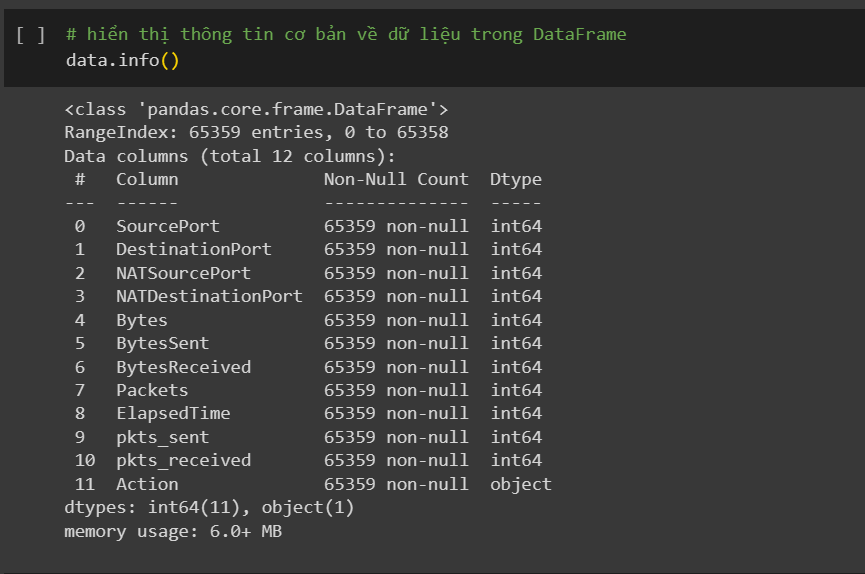 [ ] # hiển thị thông tin cơ bản về dữ liệu trong DataFrame
data.info()
<class 'pandas.core.frame.DataFrame'>
RangeIndex: 65359 entries, 0 to 65358
Data columns (total 12 columns):
 #   Column              Non-Null Count  Dtype
---  ------              --------------  -----
 0   SourcePort          65359 non-null  int64
 1   DestinationPort     65359 non-null  int64
 2   NATSourcePort       65359 non-null  int64
 3   NATDestinationPort  65359 non-null  int64
 4   Bytes               65359 non-null  int64
 5   BytesSent           65359 non-null  int64
 6   BytesReceived       65359 non-null  int64
 7   Packets             65359 non-null  int64
 8   ElapsedTime         65359 non-null  int64
 9   pkts_sent           65359 non-null  int64
 10  pkts_received       65359 non-null  int64
 11  Action              65359 non-null  object
dtypes: int64(11), object(1)
memory usage: 6.0+ MB